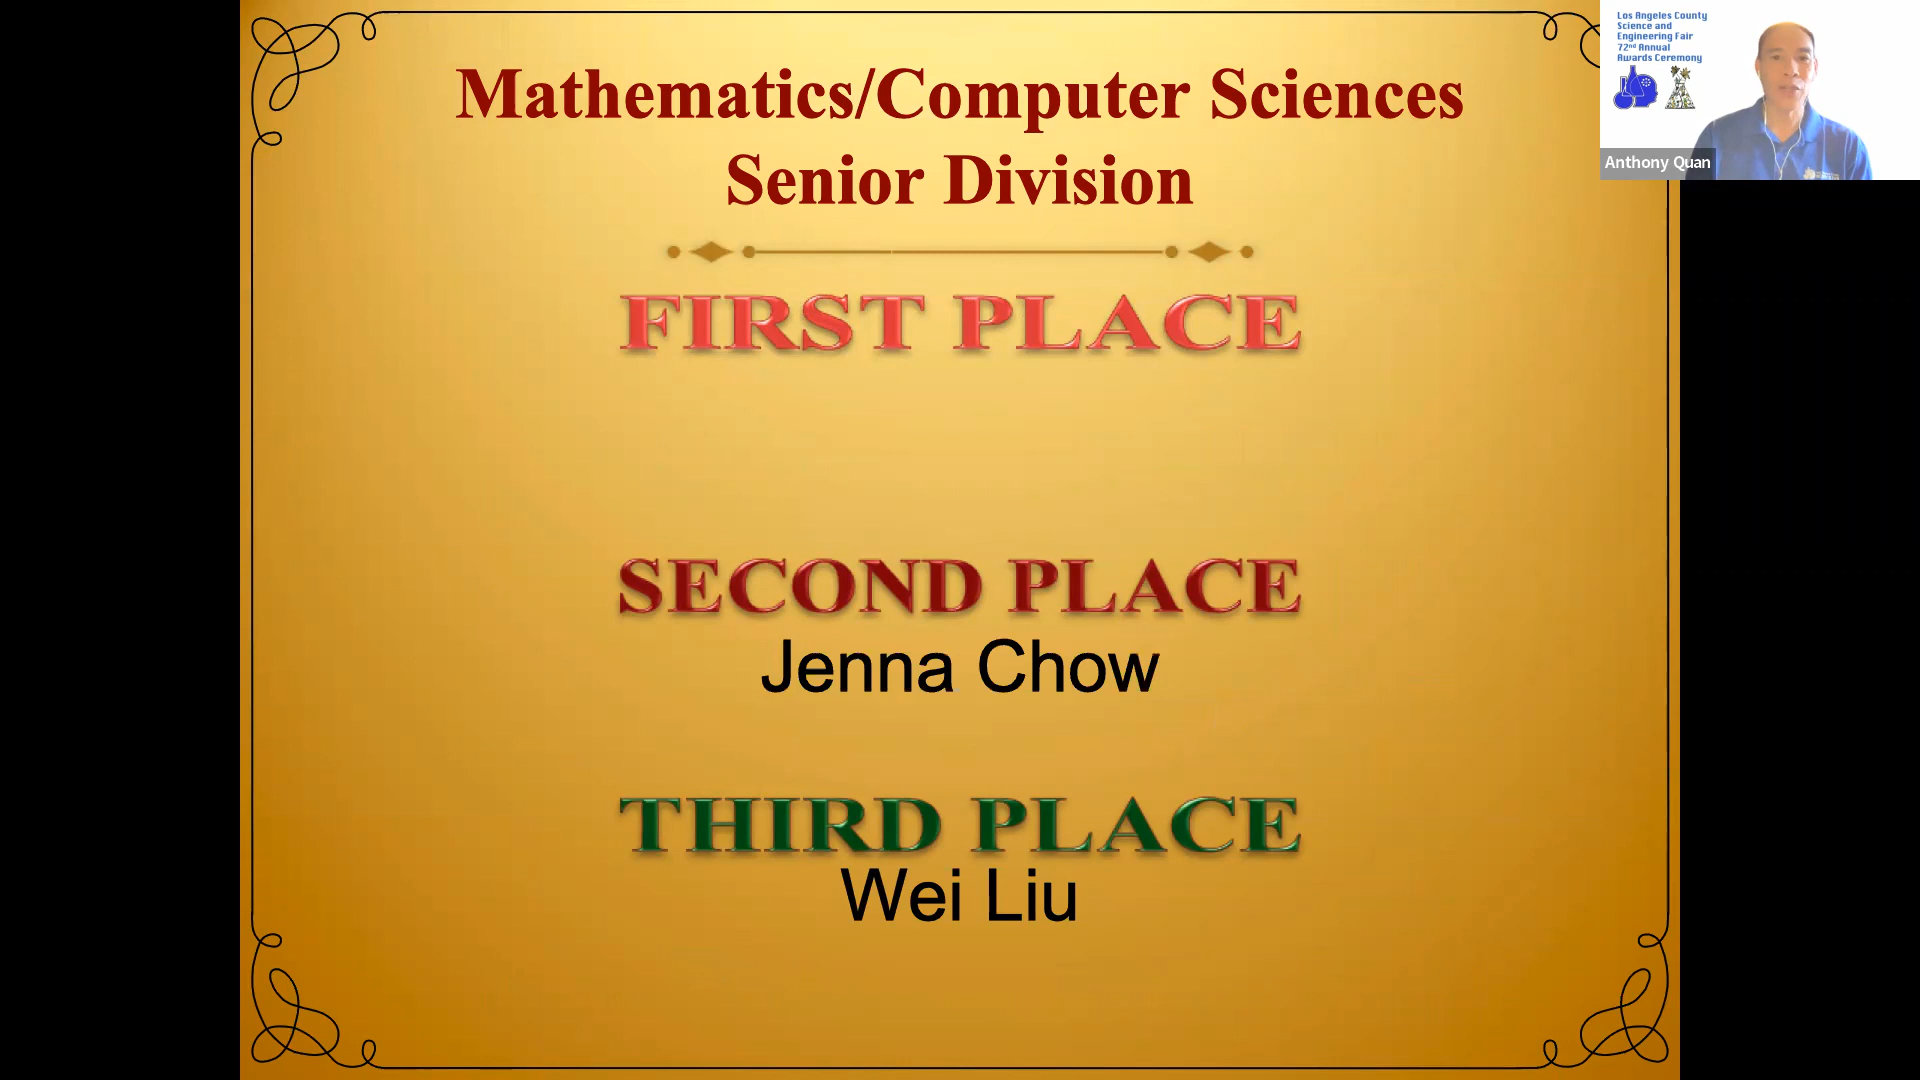 Mathematics/Computer Sciences
Senior Division
FIRST PLACE
SECOND PLACE
Jenna Chow
THIRD PLACE
Wei Liu
Los Angeles County
Science and
Engineering Fair
72nd Annual
Awards Ceremony
Anthony Quan